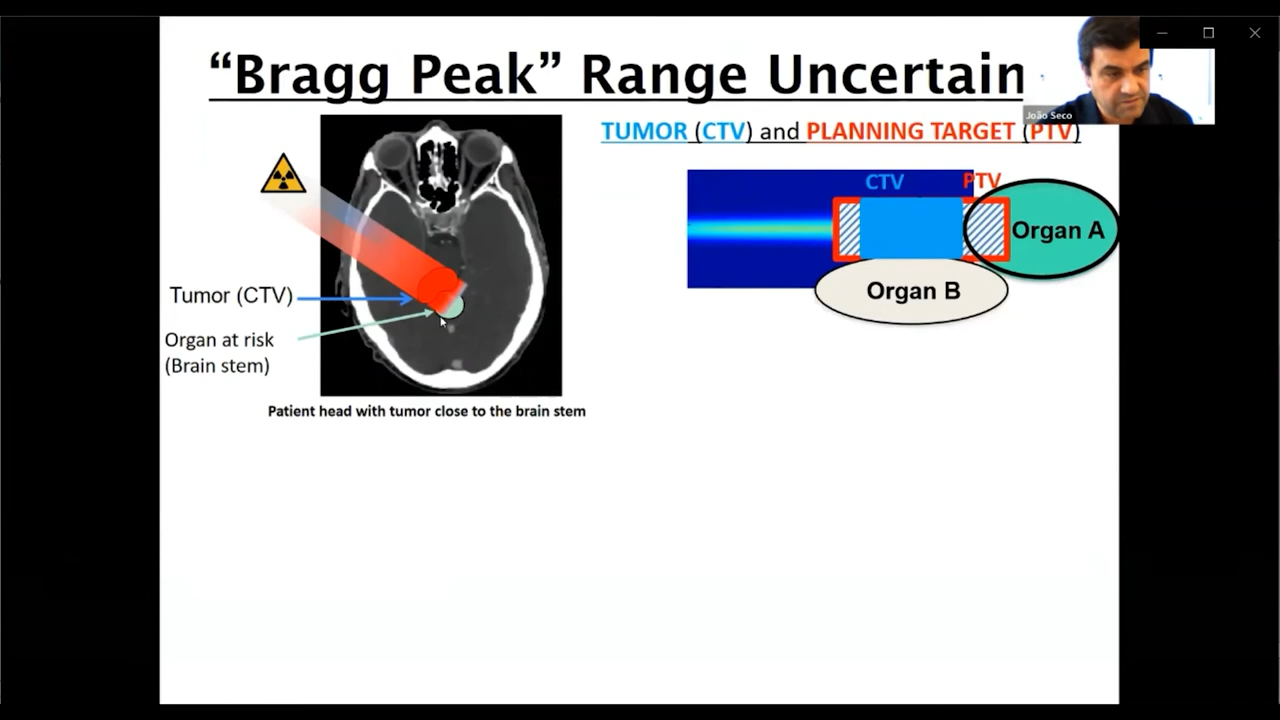 “Bragg Peak” Range Uncertain
João Seco
TUMOR (CTV) and PLANNING TARGET (PTV)
CTV
PTV
Organ A
Organ B
Tumor (CTV)
Organ at risk
(Brain stem)
Patient head with tumor close to the brain stem